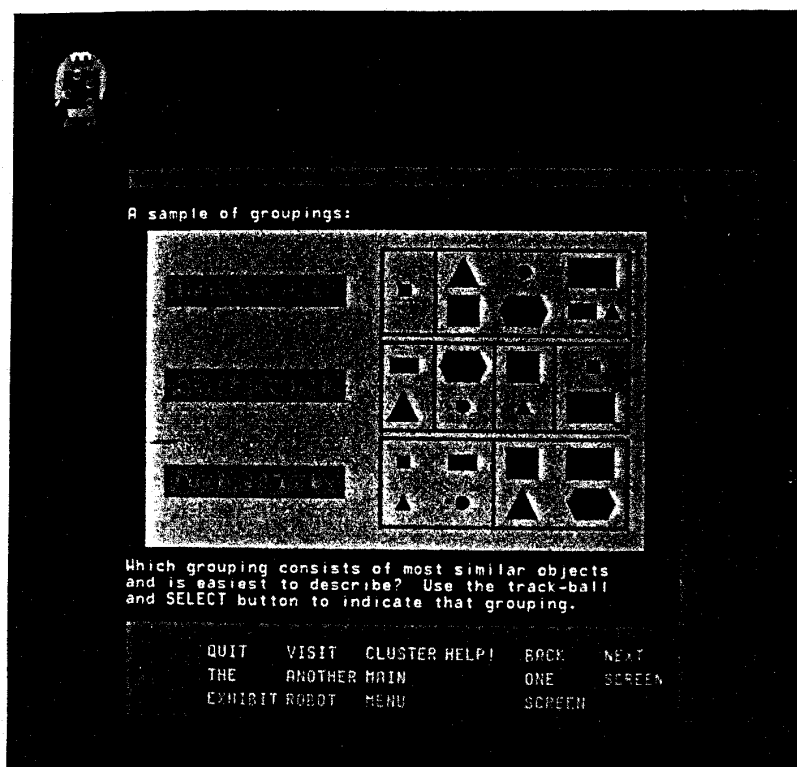 A sample of groupings:
Which grouping consists of most similar objects
and is easiest to describe? Use the track-ball
and SELECT button to indicate that grouping.
QUIT VISIT CLUSTER HELP! BACK NEXT
THE ANOTHER MAIN ONE SCREEN
EXHIBIT ROBOT MENU SCREEN